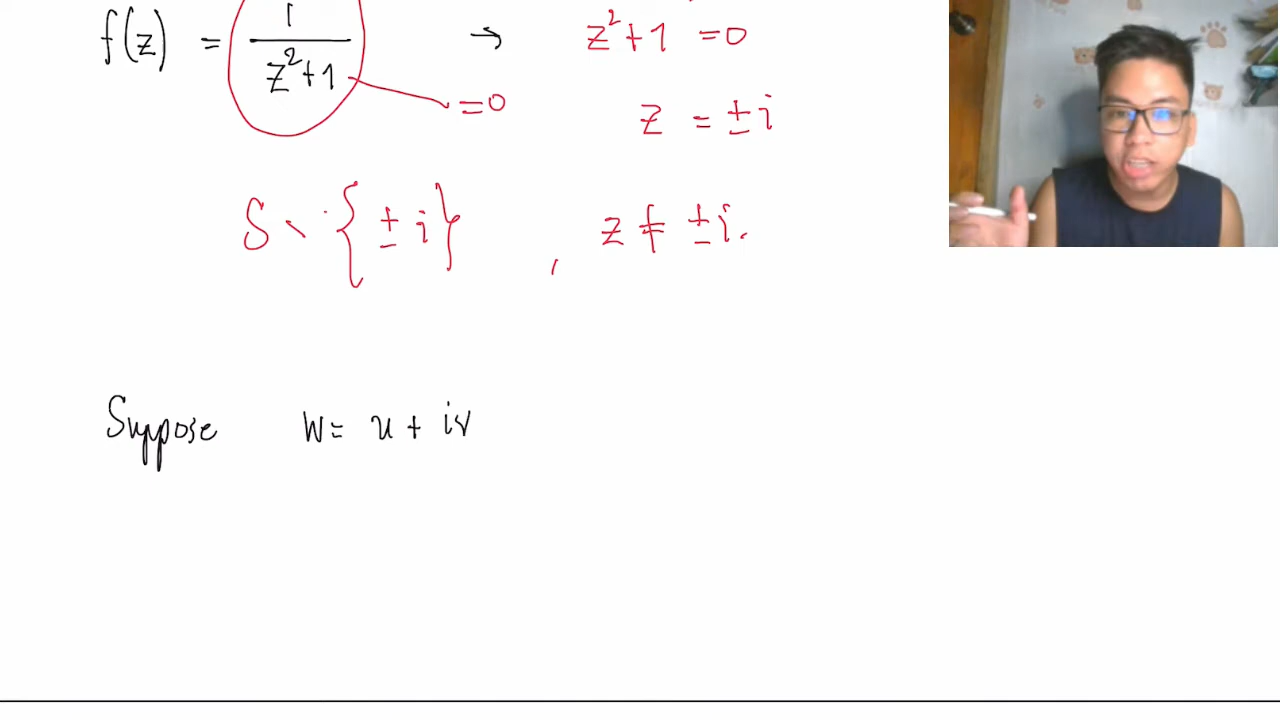 f(z) = 1/(z²+1) → z²+1 = 0
= 0
z = ±i
S \ {±i} , z ≠ ±i.
Suppose W = u + iv